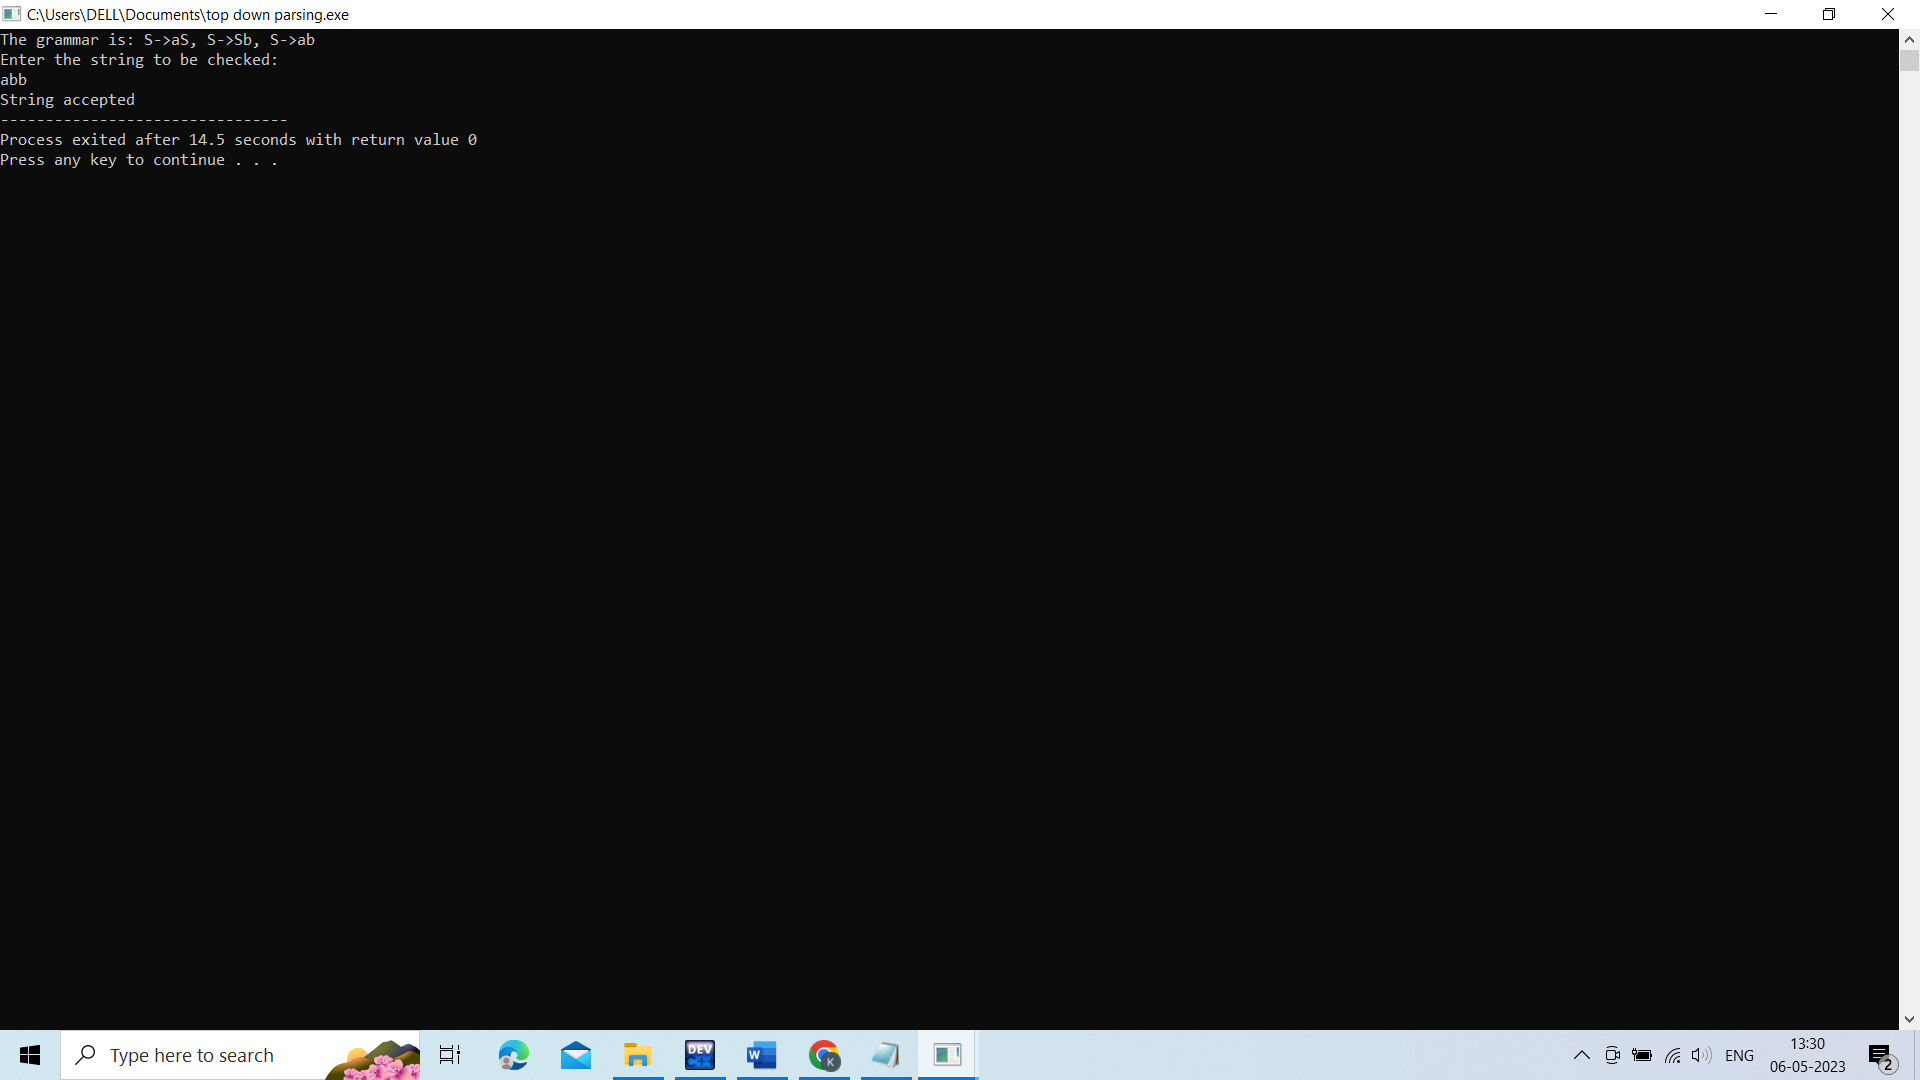 C:\Users\DELL\Documents\top down parsing.exe
The grammar is: S->aS, S->Sb, S->ab
Enter the string to be checked:
abb
String accepted
--------------------------------
Process exited after 14.5 seconds with return value 0
Press any key to continue . . .
Type here to search
DEV
C++
W
K
ENG
13:30
06-05-2023
2